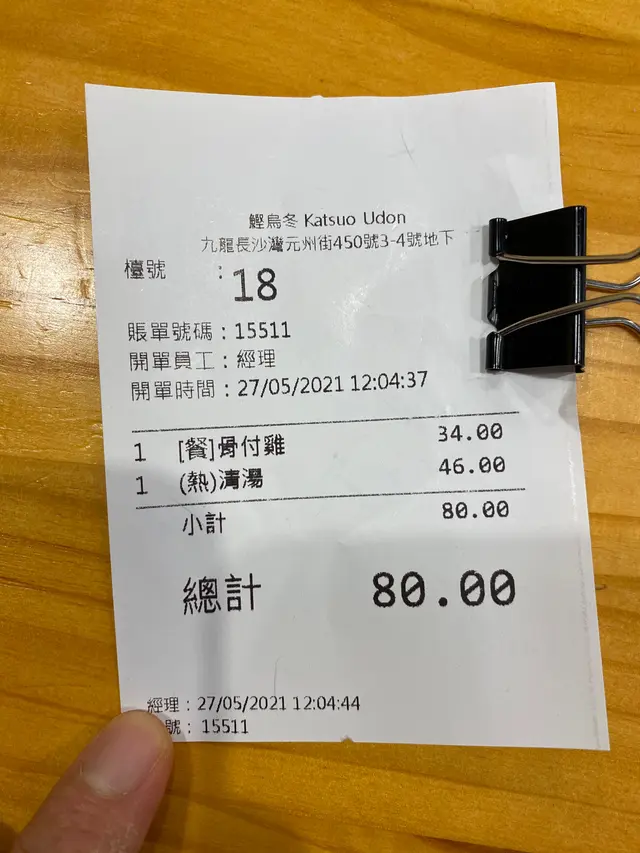 鰹烏冬 Katsuo Udon
九龍長沙灣元州街450號3-4號地下
檯號 : 18
賬單號碼 : 15511
開單員工 : 經理
開單時間 : 27/05/2021 12:04:37
1 [餐]骨付雞 34.00
1 (熱)清湯 46.00
小計 80.00
總計 80.00
經理 : 27/05/2021 12:04:44
號 : 15511